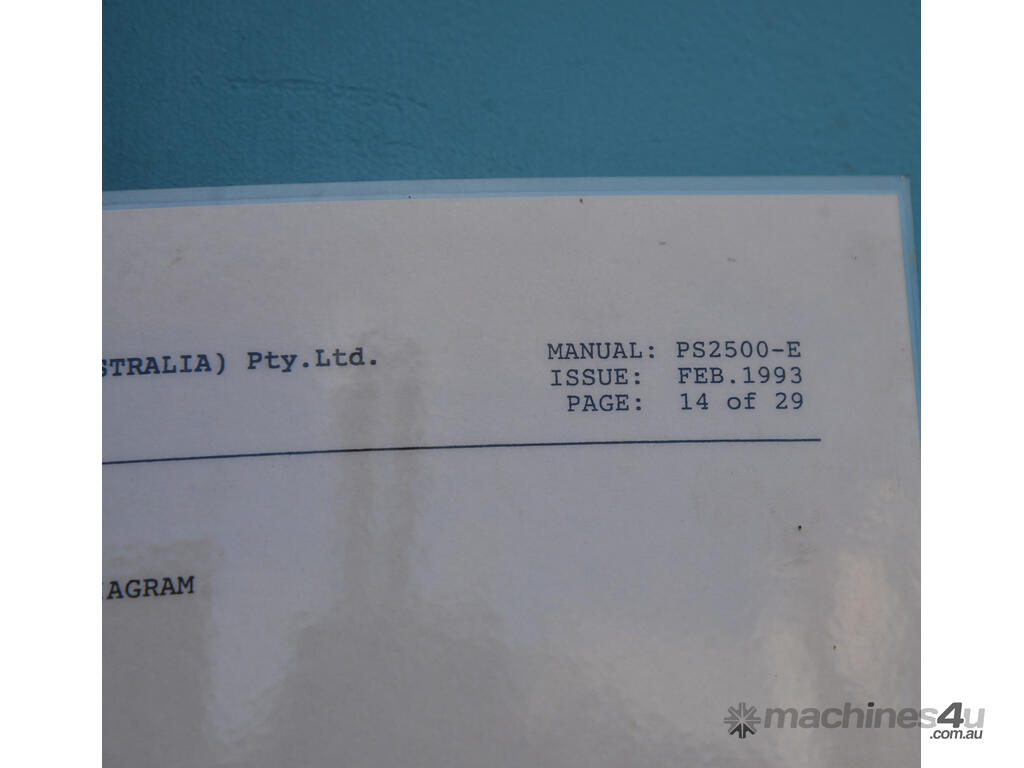 STRALIA) Pty.Ltd.
MANUAL: PS2500-E
ISSUE: FEB.1993
PAGE: 14 of 29
AGRAM
machines4u
.com.au